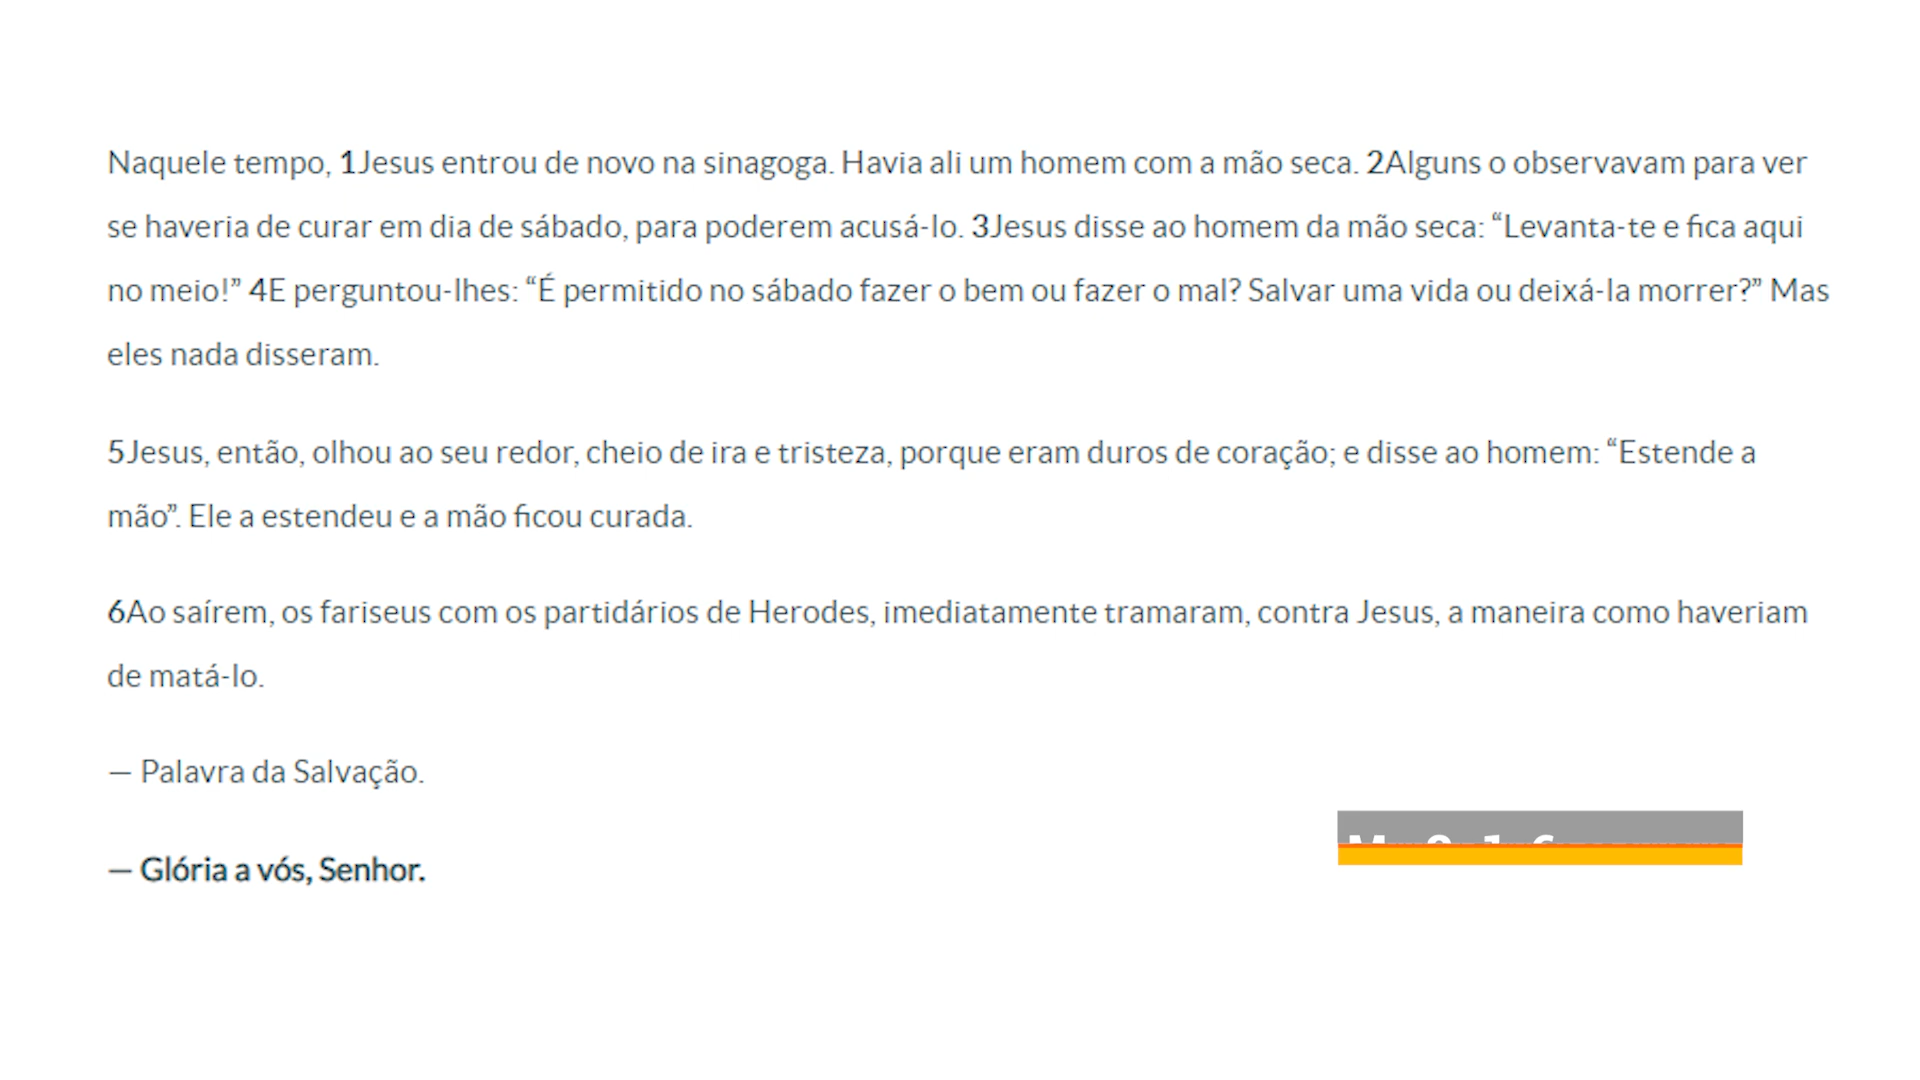 Naquele tempo, 1Jesus entrou de novo na sinagoga. Havia ali um homem com a mão seca. 2Alguns o observavam para ver
se haveria de curar em dia de sábado, para poderem acusá-lo. 3Jesus disse ao homem da mão seca: “Levanta-te e fica aqui
no meio!” 4E perguntou-lhes: “É permitido no sábado fazer o bem ou fazer o mal? Salvar uma vida ou deixá-la morrer?” Mas
eles nada disseram.
5Jesus, então, olhou ao seu redor, cheio de ira e tristeza, porque eram duros de coração; e disse ao homem: “Estende a
mão”. Ele a estendeu e a mão ficou curada.
6Ao saírem, os fariseus com os partidários de Herodes, imediatamente tramaram, contra Jesus, a maneira como haveriam
de matá-lo.
— Palavra da Salvação.
— Glória a vós, Senhor.